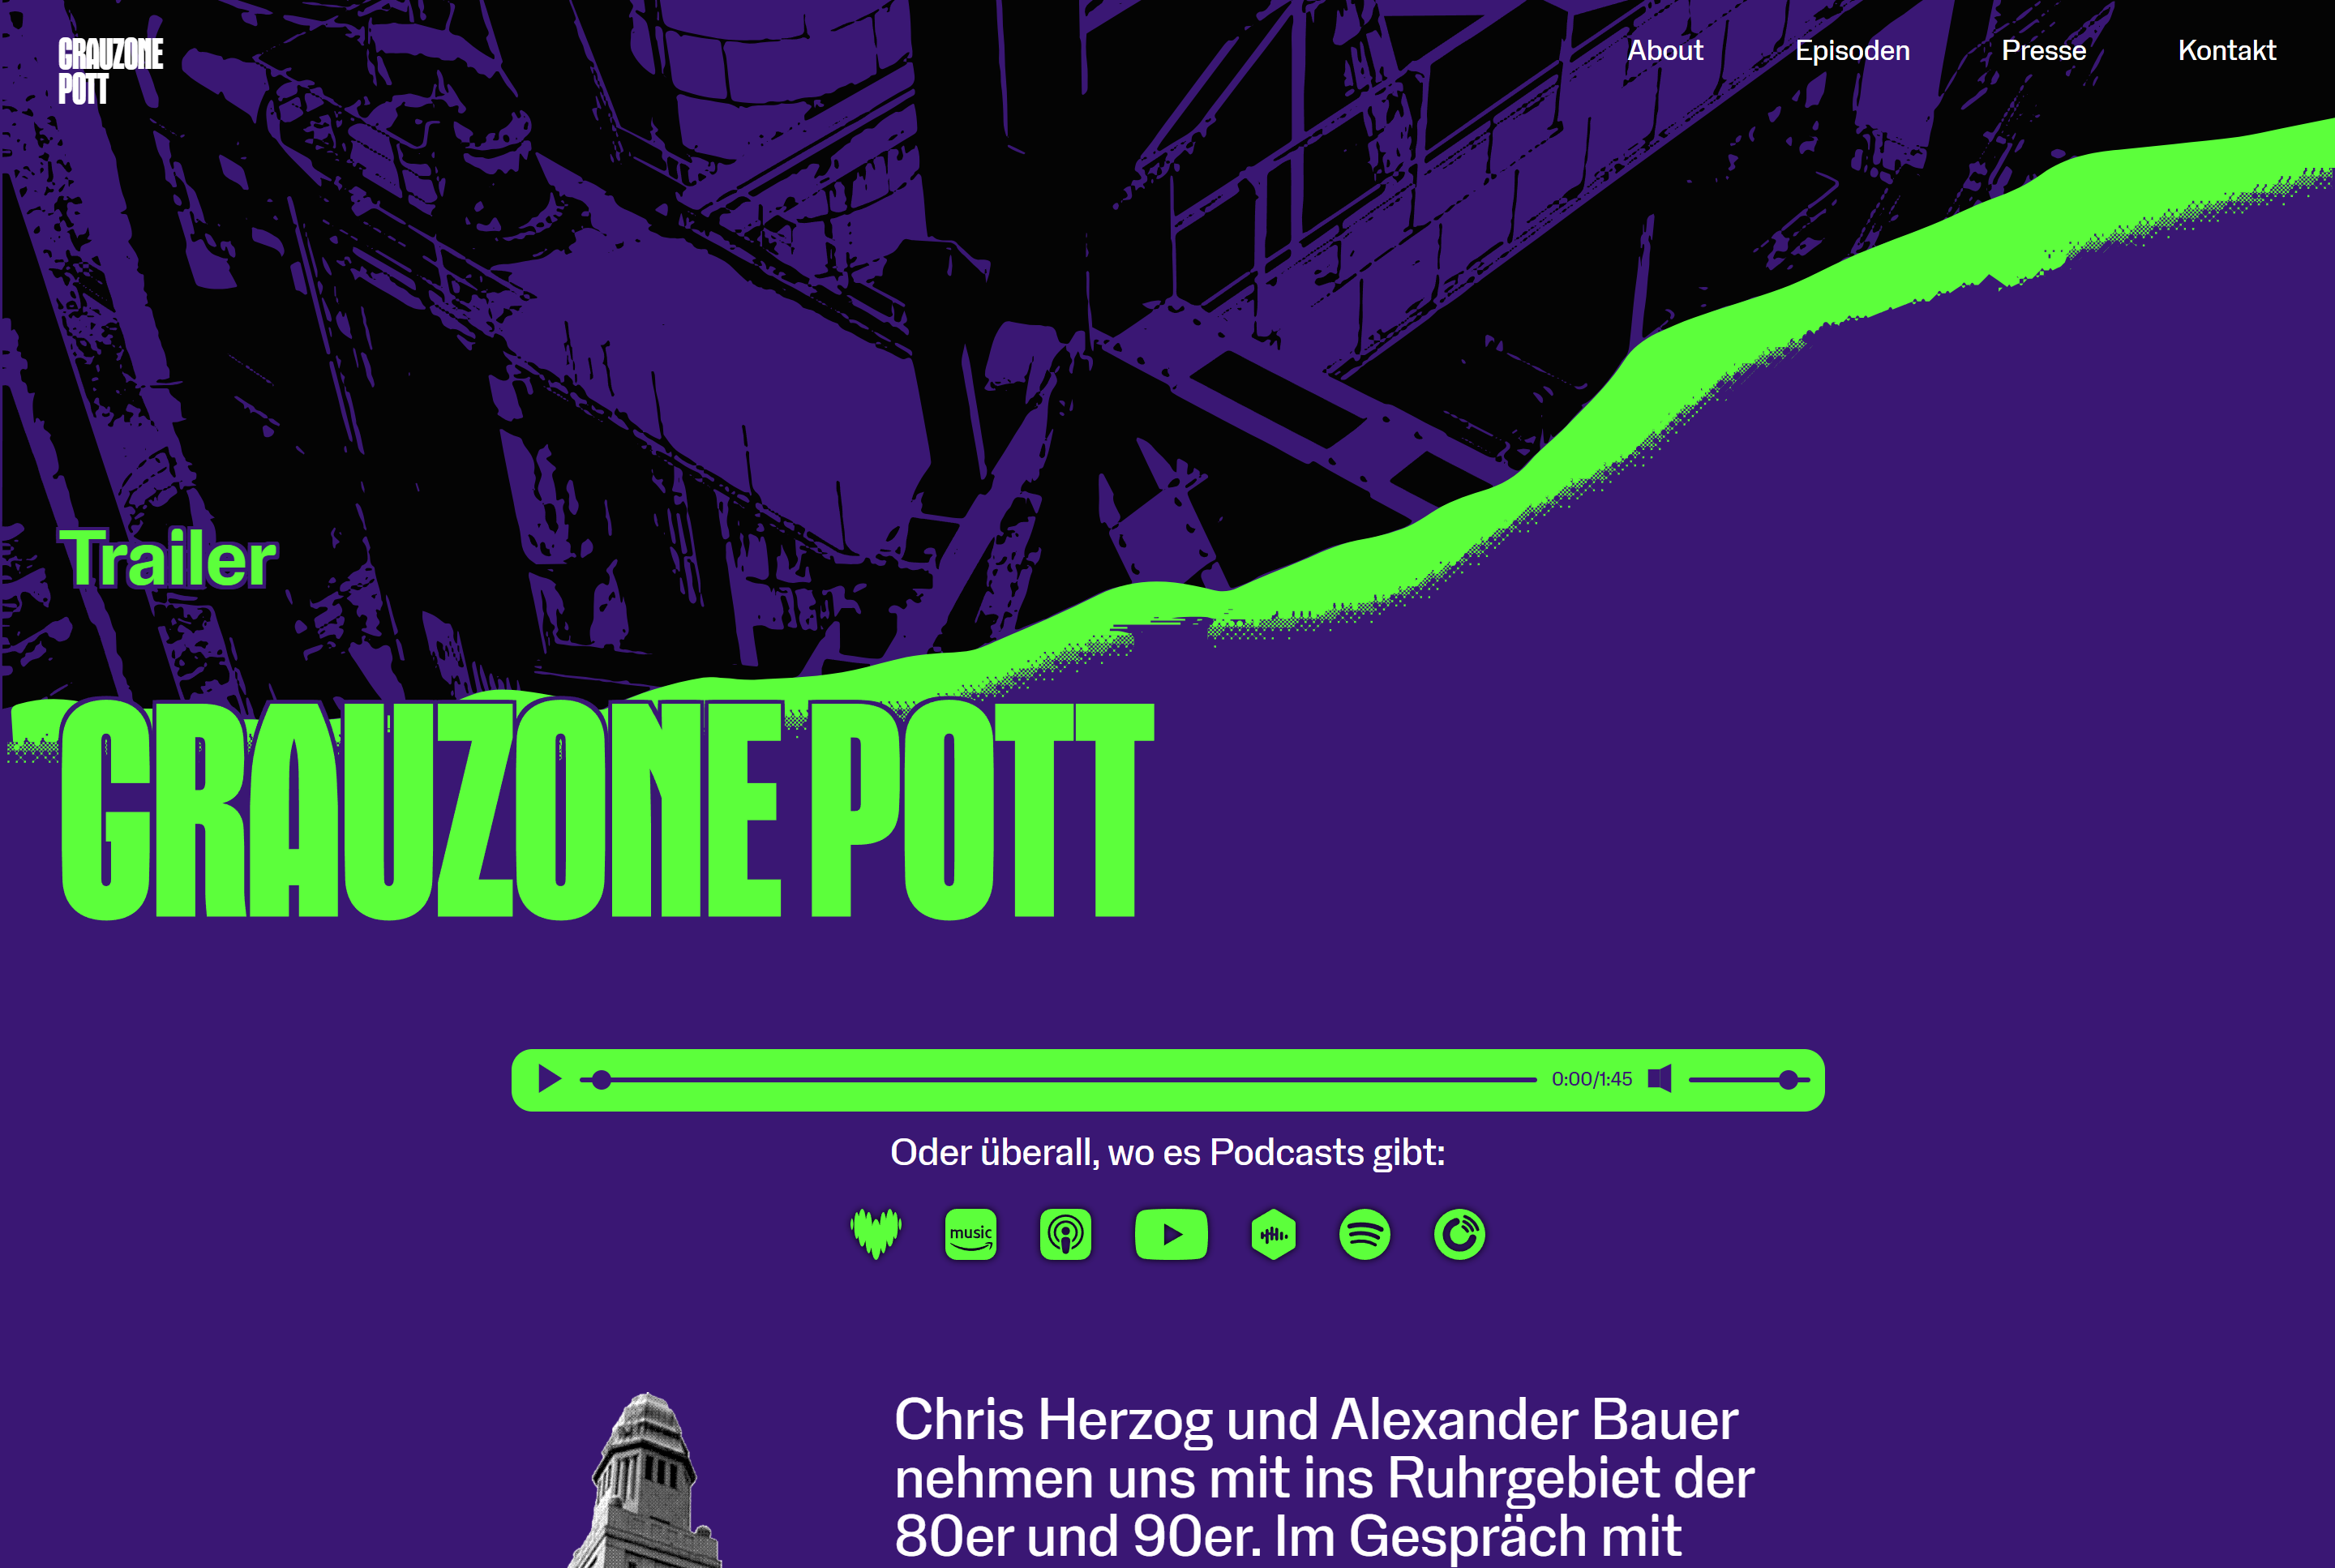 GRAUZONE
POTT
About Episoden Presse Kontakt
Trailer
GRAUZONE POTT
0:00/1:45
Oder überall, wo es Podcasts gibt:
music
Chris Herzog und Alexander Bauer
nehmen uns mit ins Ruhrgebiet der
80er und 90er. Im Gespräch mit